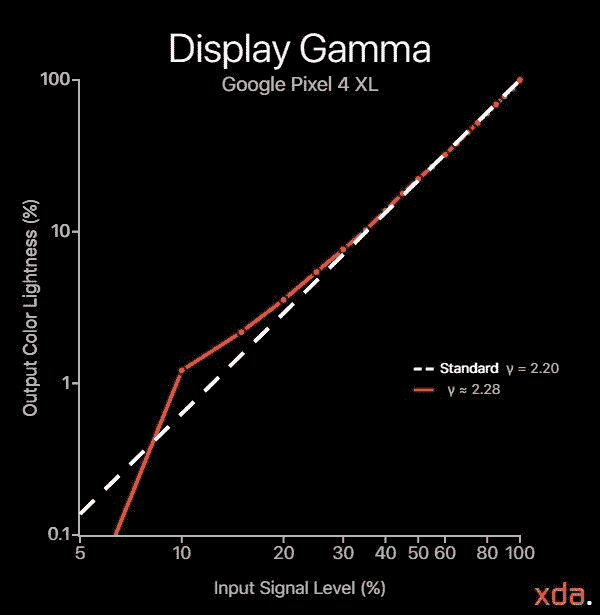 Display Gamma
Google Pixel 4 XL
Output Color Lightness (%)
100
10
1
0.1
Standard γ = 2.20
γ ≈ 2.28
5 10 20 30 40 50 60 80 100
Input Signal Level (%)
xda.